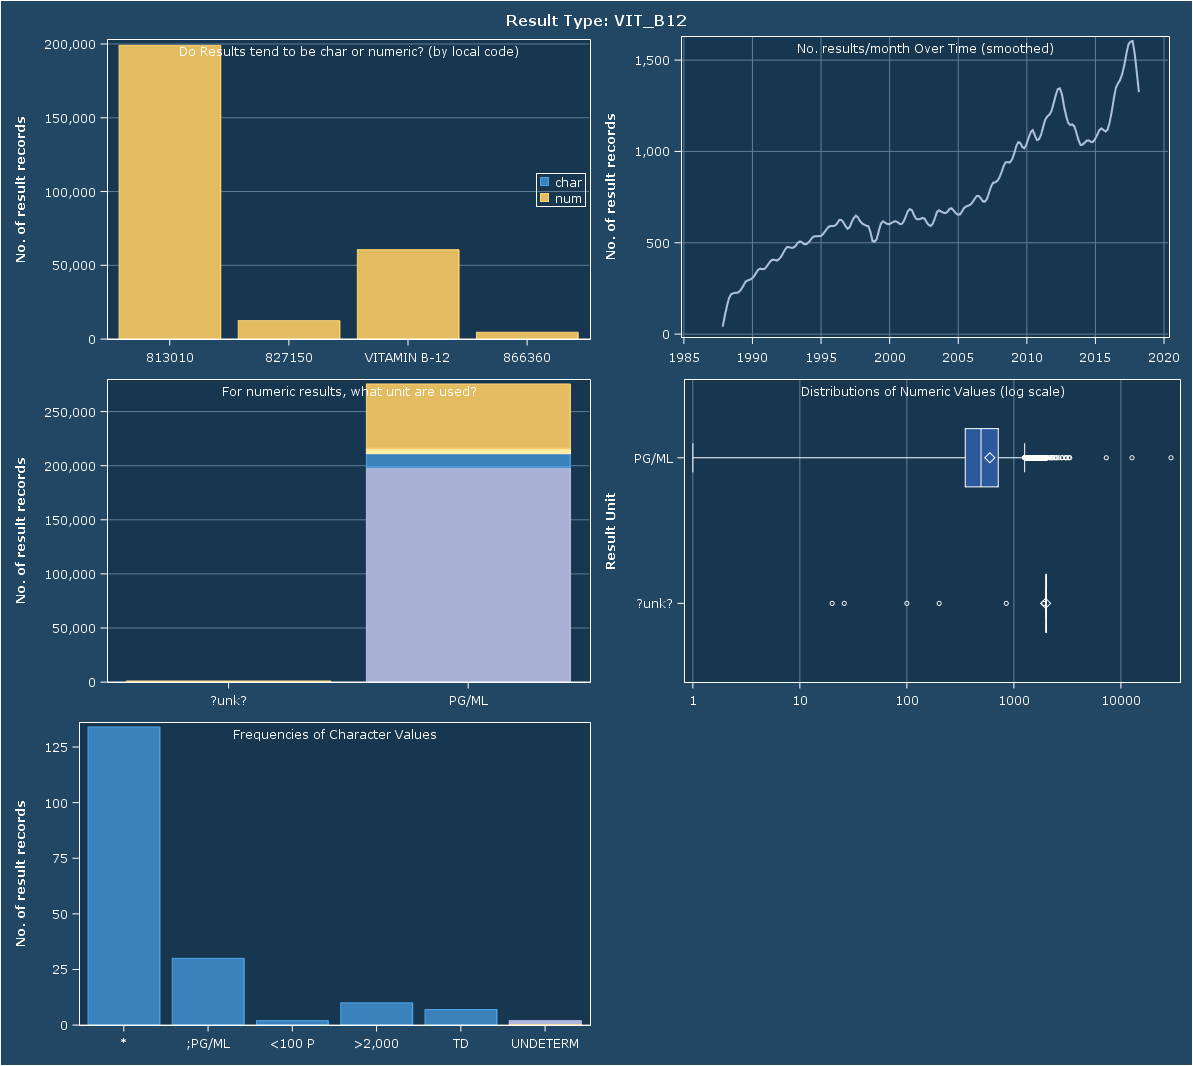 Result Type: VIT_B12
Do Results tend to be char or numeric? (by local code)
No. of result records
200,000
150,000
100,000
50,000
0
char
num
813010 827150 VITAMIN B-12 866360
No. results/month Over Time (smoothed)
No. of result records
1,500
1,000
500
0
1985 1990 1995 2000 2005 2010 2015 2020
For numeric results, what unit are used?
No. of result records
250,000
200,000
150,000
100,000
50,000
0
?unk? PG/ML
Distributions of Numeric Values (log scale)
Result Unit
PG/ML
?unk?
1 10 100 1000 10000
Frequencies of Character Values
No. of result records
125
100
75
50
25
0
* ;PG/ML <100 P >2,000 TD UNDETERM